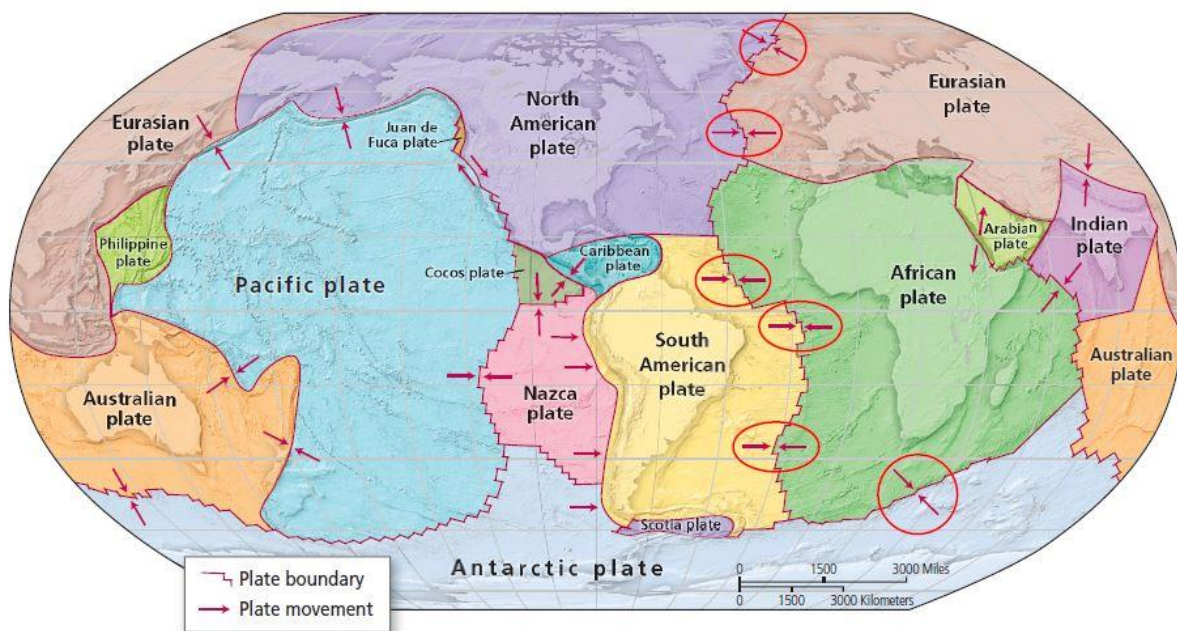 Eurasian
plate
North
American
plate
Eurasian
plate
Juan de
Fuca plate
Philippine
plate
Pacific plate
Cocos plate
Caribbean
plate
Arabian
plate
Indian
plate
African
plate
Australian
plate
Nazca
plate
South
American
plate
Australian
plate
Scotia plate
Antarctic plate
Plate boundary
Plate movement
0 1500 3000 Miles
0 1500 3000 Kilometers